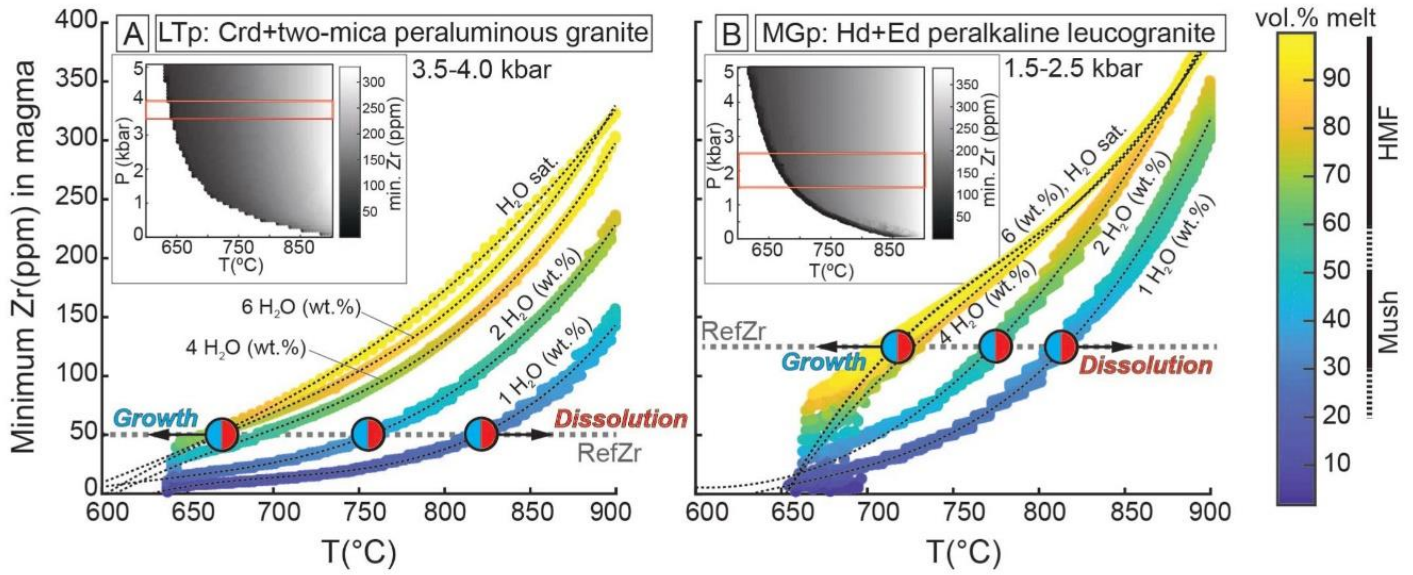 A LTp: Crd+two-mica peraluminous granite
3.5-4.0 kbar
Minimum Zr(ppm) in magma
400
350
300
250
200
150
100
50
0
P (kbar)
5
4
3
2
1
0
650 750 850
T(ºC)
min. Zr (ppm)
300
250
200
150
100
50
H₂O sat.
6 H₂O (wt.%)
4 H₂O (wt.%)
2 H₂O (wt.%)
1 H₂O (wt.%)
Growth
Dissolution
RefZr
600 650 700 750 800 850 900
T(°C)
B MGp: Hd+Ed peralkaline leucogranite
1.5-2.5 kbar
P (kbar)
5
4
3
2
1
0
650 750 850
T(ºC)
min. Zr (ppm)
350
300
250
200
150
100
50
6 (wt.%), H₂O sat.
4 H₂O (wt.%)
2 H₂O (wt.%)
1 H₂O (wt.%)
RefZr
Growth
Dissolution
600 650 700 750 800 850 900
T(°C)
vol.% melt
90
80
70
60
50
40
30
20
10
HMF
Mush